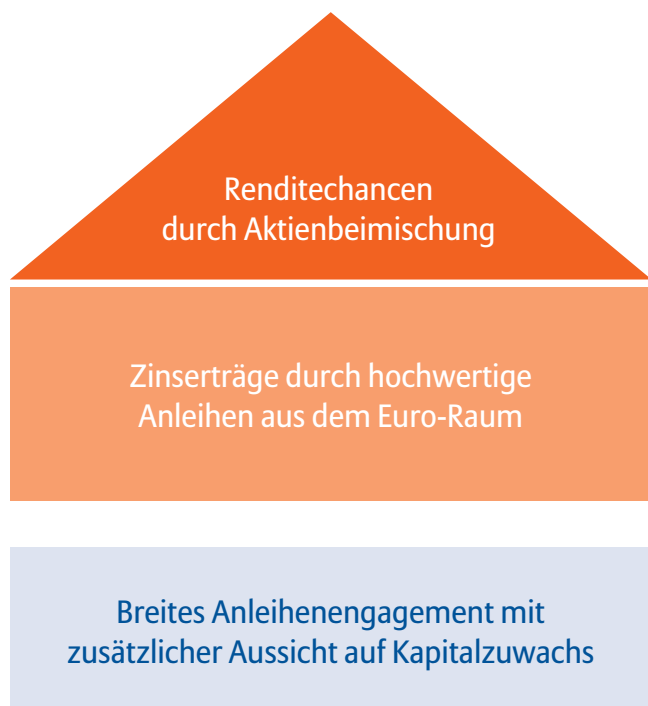 Renditechancen
durch Aktienbeimischung
Zinserträge durch hochwertige
Anleihen aus dem Euro-Raum
Breites Anleihenengagement mit
zusätzlicher Aussicht auf Kapitalzuwachs